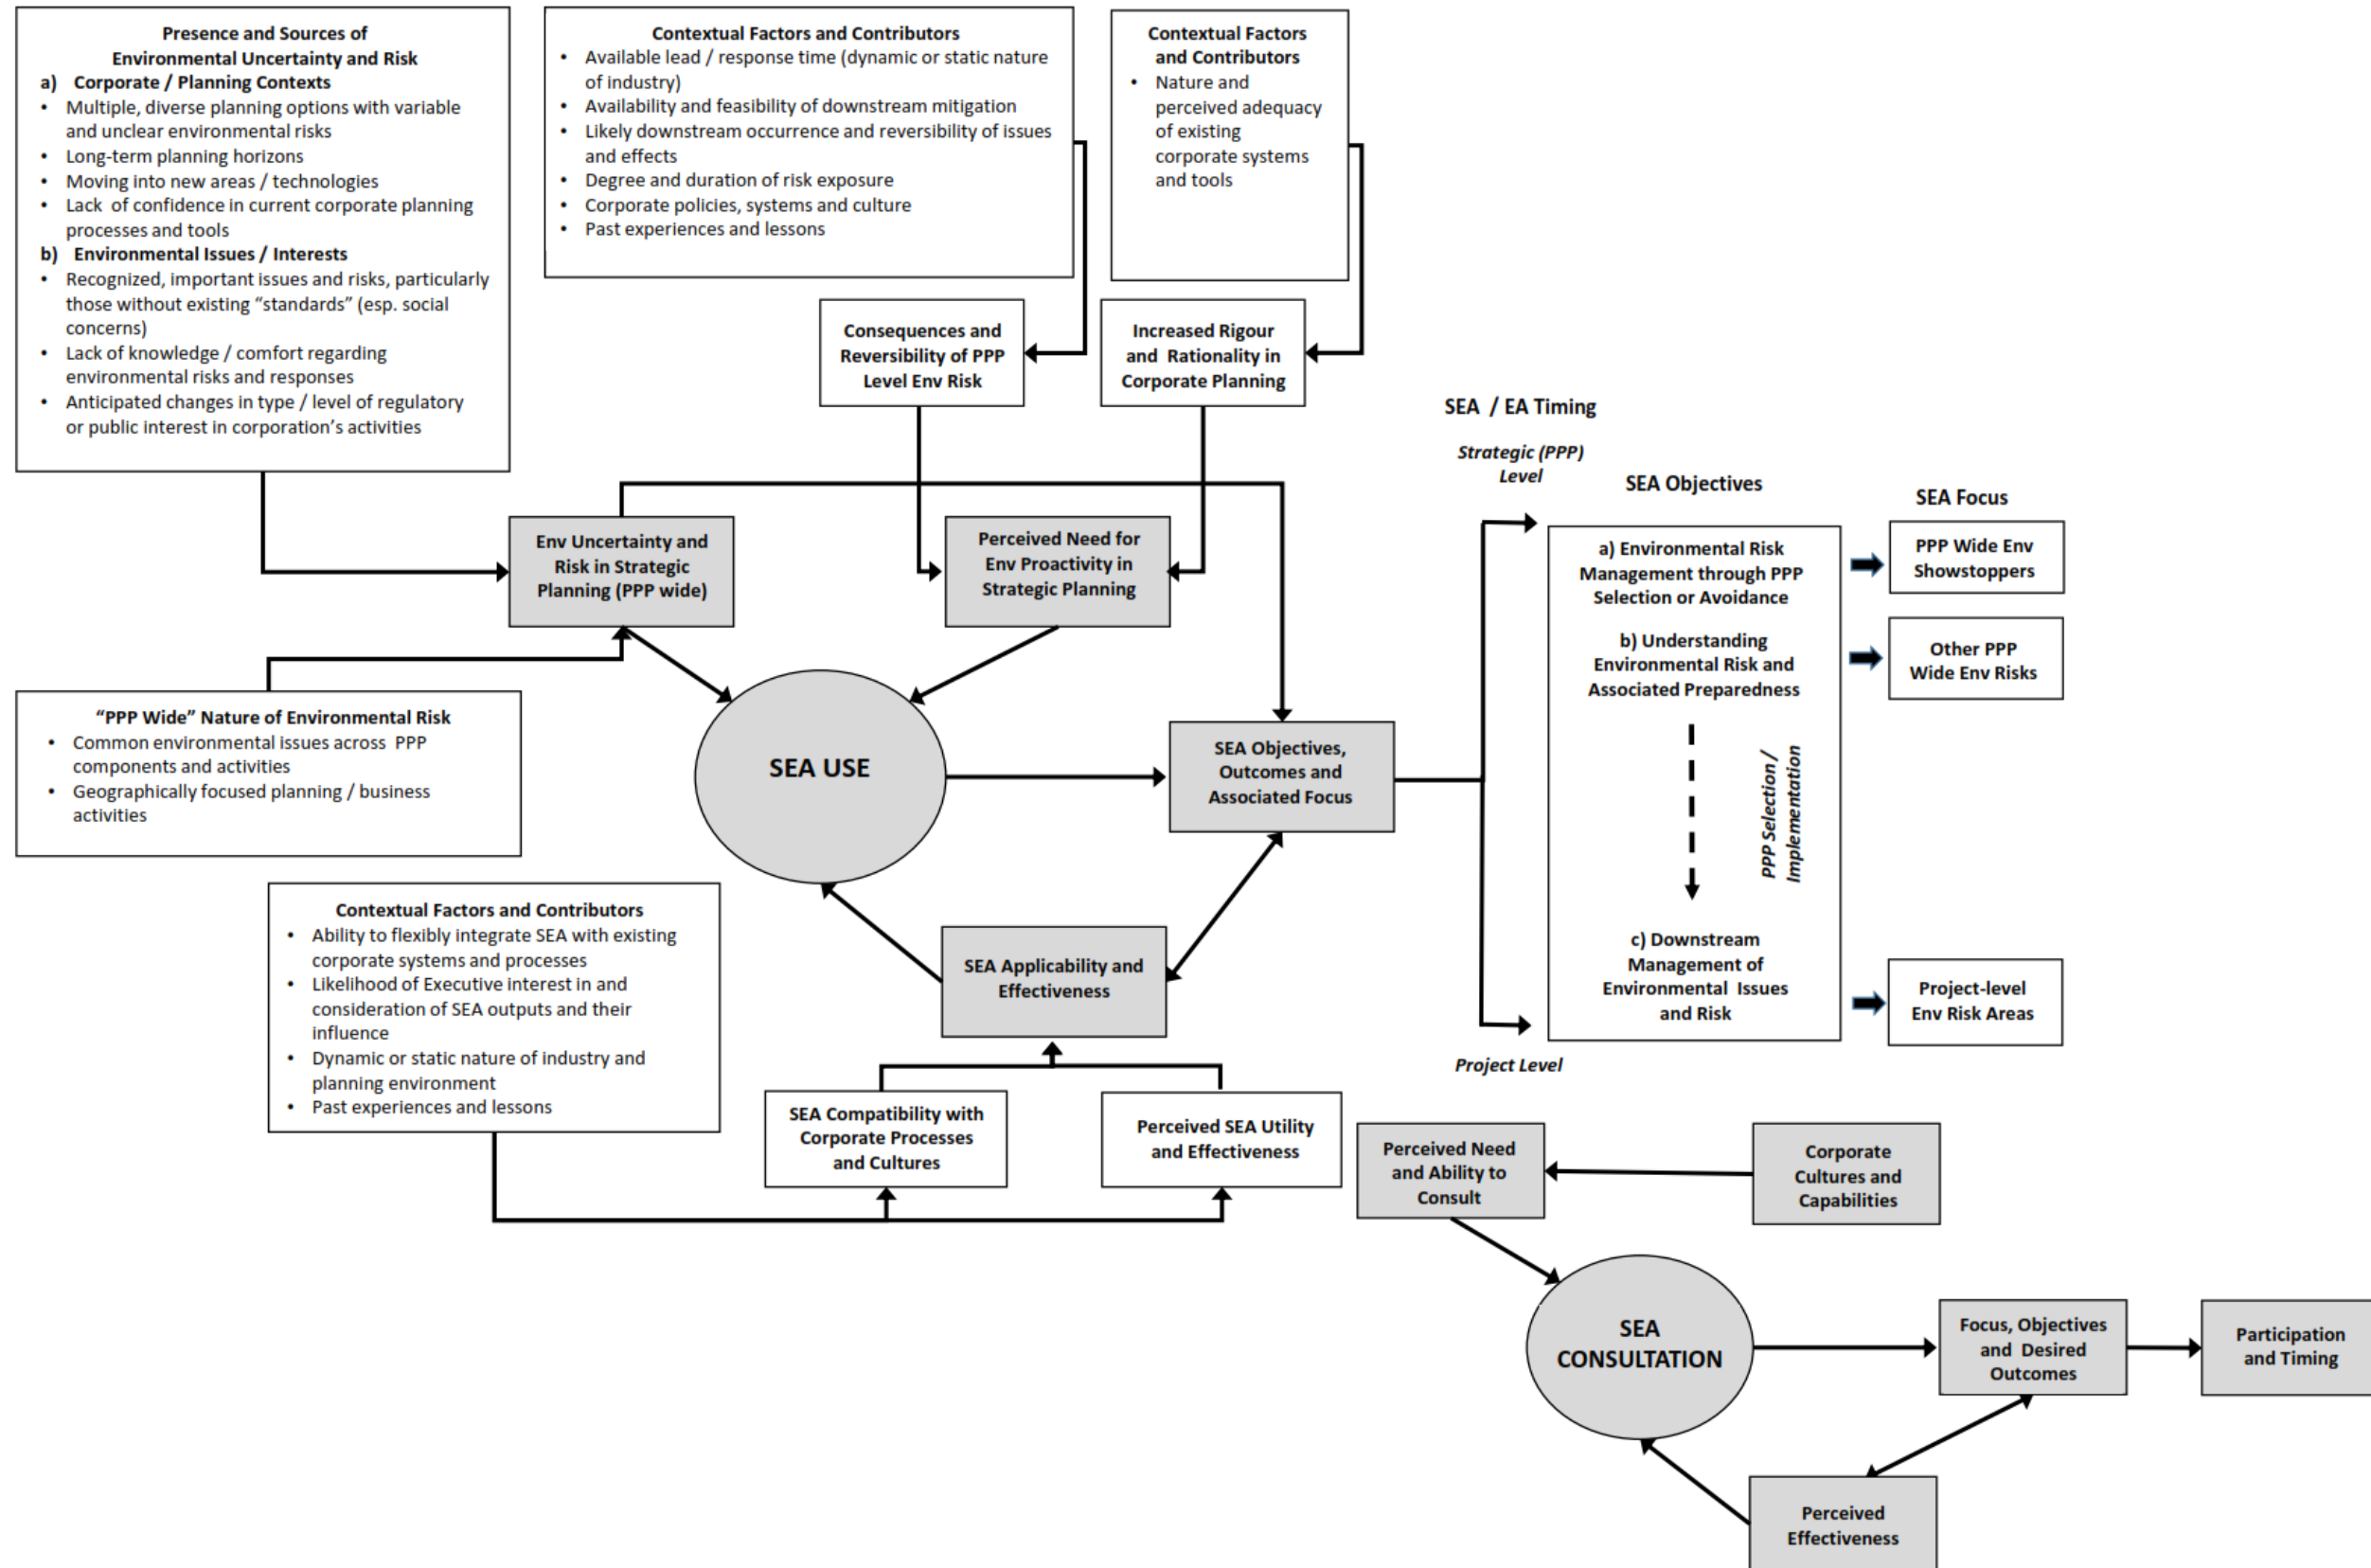 Presence and Sources of
Environmental Uncertainty and Risk
a) Corporate / Planning Contexts
• Multiple, diverse planning options with variable
and unclear environmental risks
• Long-term planning horizons
• Moving into new areas / technologies
• Lack of confidence in current corporate planning
processes and tools
b) Environmental Issues / Interests
• Recognized, important issues and risks, particularly
those without existing “standards” (esp. social
concerns)
• Lack of knowledge / comfort regarding
environmental risks and responses
• Anticipated changes in type / level of regulatory
or public interest in corporation’s activities
Contextual Factors and Contributors
• Available lead / response time (dynamic or static nature
of industry)
• Availability and feasibility of downstream mitigation
• Likely downstream occurrence and reversibility of issues
and effects
• Degree and duration of risk exposure
• Corporate policies, systems and culture
• Past experiences and lessons
Contextual Factors
and Contributors
• Nature and
perceived adequacy
of existing
corporate systems
and tools
Consequences and
Reversibility of PPP
Level Env Risk
Increased Rigour
and Rationality in
Corporate Planning
Env Uncertainty and
Risk in Strategic
Planning (PPP wide)
Perceived Need for
Env Proactivity in
Strategic Planning
“PPP Wide” Nature of Environmental Risk
• Common environmental issues across PPP
components and activities
• Geographically focused planning / business
activities
SEA USE
SEA Objectives,
Outcomes and
Associated Focus
Contextual Factors and Contributors
• Ability to flexibly integrate SEA with existing
corporate systems and processes
• Likelihood of Executive interest in and
consideration of SEA outputs and their
influence
• Dynamic or static nature of industry and
planning environment
• Past experiences and lessons
SEA Applicability and
Effectiveness
SEA Compatibility with
Corporate Processes
and Cultures
Perceived SEA Utility
and Effectiveness
SEA / EA Timing
Strategic (PPP)
Level
SEA Objectives
SEA Focus
a) Environmental Risk
Management through PPP
Selection or Avoidance
b) Understanding
Environmental Risk and
Associated Preparedness
PPP Selection /
Implementation
c) Downstream
Management of
Environmental Issues
and Risk
PPP Wide Env
Showstoppers
Other PPP
Wide Env Risks
Project-level
Env Risk Areas
Project Level
Perceived Need
and Ability to
Consult
Corporate
Cultures and
Capabilities
SEA
CONSULTATION
Focus, Objectives
and Desired
Outcomes
Participation
and Timing
Perceived
Effectiveness